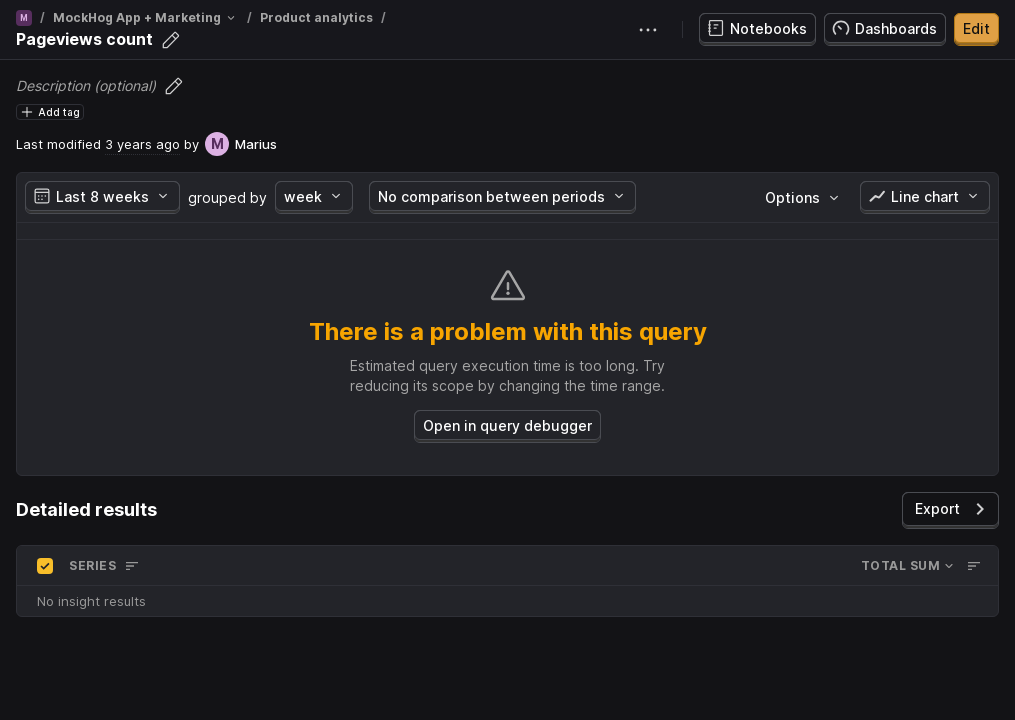 M / MockHog App + Marketing / Product analytics /
Pageviews count
Notebooks
Dashboards
Edit
Description (optional)
Add tag
Last modified 3 years ago by M Marius
Last 8 weeks grouped by week No comparison between periods Options Line chart
There is a problem with this query
Estimated query execution time is too long. Try
reducing its scope by changing the time range.
Open in query debugger
Detailed results
Export
SERIES TOTAL SUM
No insight results